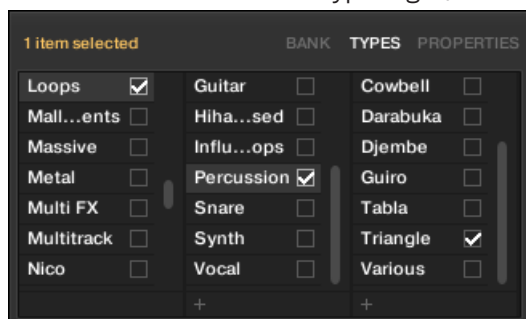 1 item selected BANK TYPES PROPERTIES
Loops Guitar Cowbell
Mall...ents Hiha...sed Darabuka
Massive Influ...ops Djembe
Metal Percussion Guiro
Multi FX Snare Tabla
Multitrack Synth Triangle
Nico Vocal Various
+ +